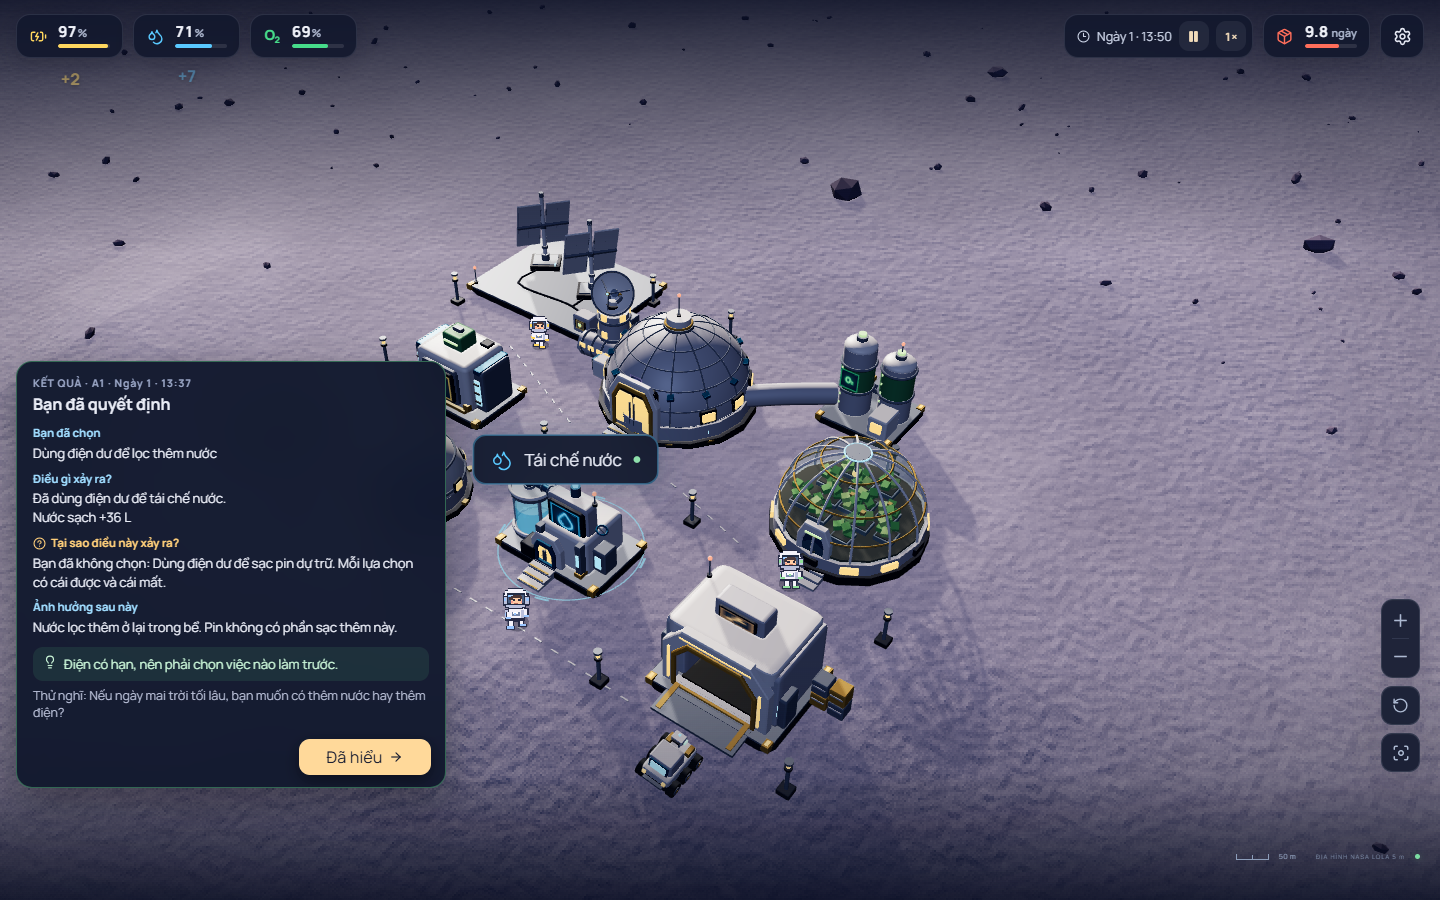 97%
71%
O₂ 69%
Ngày 1 · 13:50
1×
9.8 ngày
+2
+7
KẾT QUẢ · A1 · Ngày 1 · 13:37
Bạn đã quyết định
Bạn đã chọn
Dùng điện dư để lọc thêm nước
Điều gì xảy ra?
Đã dùng điện dư để tái chế nước.
Nước sạch +36 L
Tại sao điều này xảy ra?
Bạn đã không chọn: Dùng điện dư để sạc pin dự trữ. Mỗi lựa chọn
có cái được và cái mất.
Ảnh hưởng sau này
Nước lọc thêm ở lại trong bể. Pin không có phần sạc thêm này.
Điện có hạn, nên phải chọn việc nào làm trước.
Thử nghĩ: Nếu ngày mai trời tối lâu, bạn muốn có thêm nước hay thêm
điện?
Đã hiểu →
Tái chế nước
50 m
ĐỊA HÌNH NASA LOLA 5 m